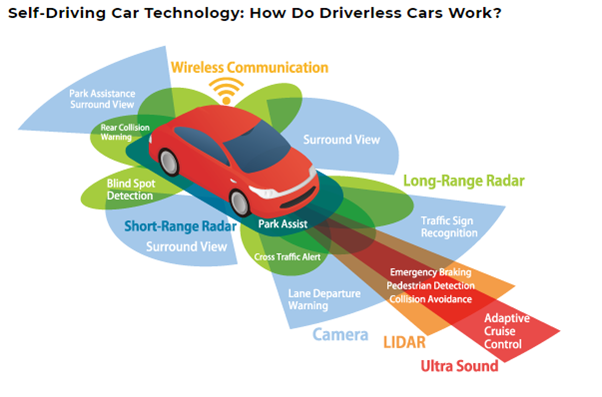 Self-Driving Car Technology: How Do Driverless Cars Work?
Wireless Communication
Park Assistance
Surround View
Rear Collision
Warning
Surround View
Blind Spot
Detection
Long-Range Radar
Short-Range Radar
Park Assist
Traffic Sign
Recognition
Surround View
Cross Traffic Alert
Emergency Braking
Pedestrian Detection
Collision Avoidance
Lane Departure
Warning
Adaptive
Cruise
Control
Camera
LIDAR
Ultra Sound